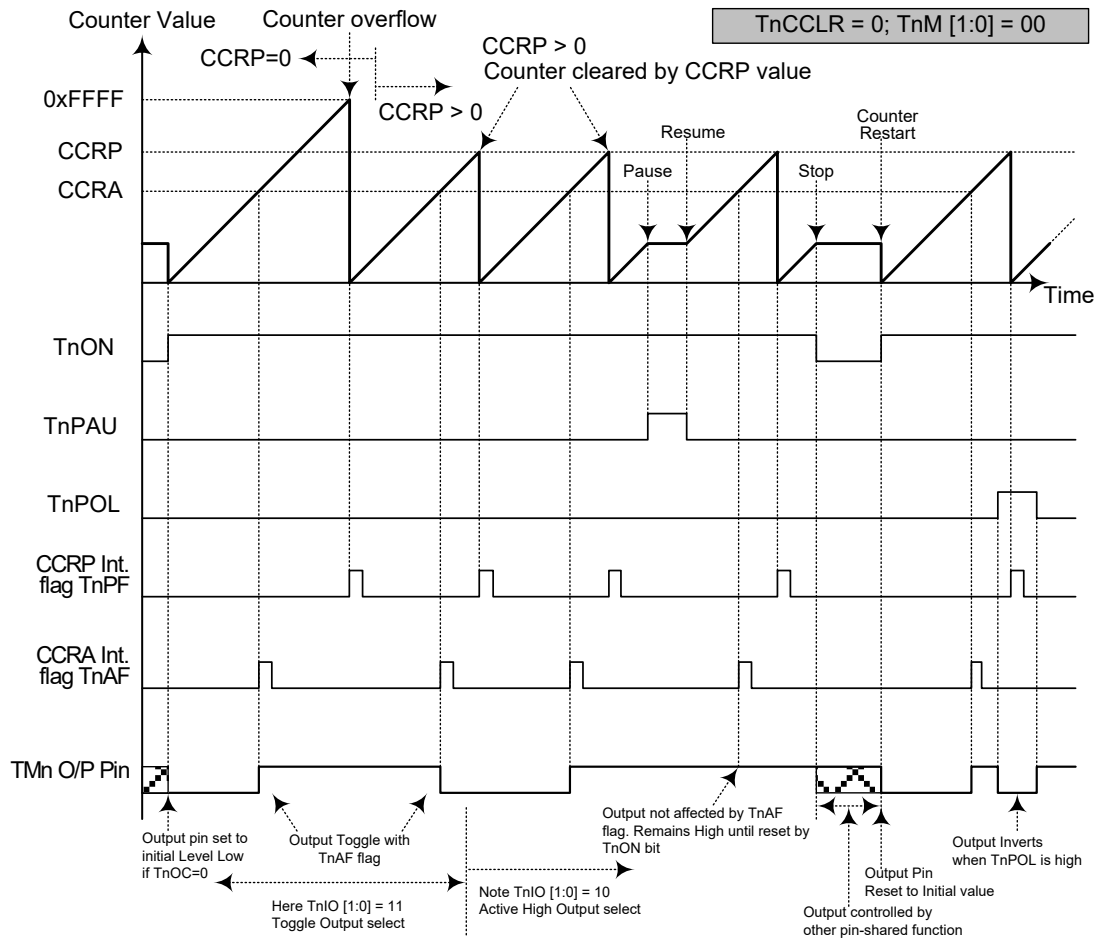 Counter Value
Counter overflow
TnCCLR = 0; TnM [1:0] = 00
CCRP=0
CCRP > 0
CCRP > 0
Counter cleared by CCRP value
0xFFFF
CCRP
CCRA
Pause
Resume
Stop
Counter
Restart
Time
TnON
TnPAU
TnPOL
CCRP Int.
flag TnPF
CCRA Int.
flag TnAF
TMn O/P Pin
Output pin set to
initial Level Low
if TnOC=0
Output Toggle with
TnAF flag
Output not affected by TnAF
flag. Remains High until reset by
TnON bit
Output Inverts
when TnPOL is high
Output Pin
Reset to Initial value
Here TnIO [1:0] = 11
Toggle Output select
Note TnIO [1:0] = 10
Active High Output select
Output controlled by
other pin-shared function